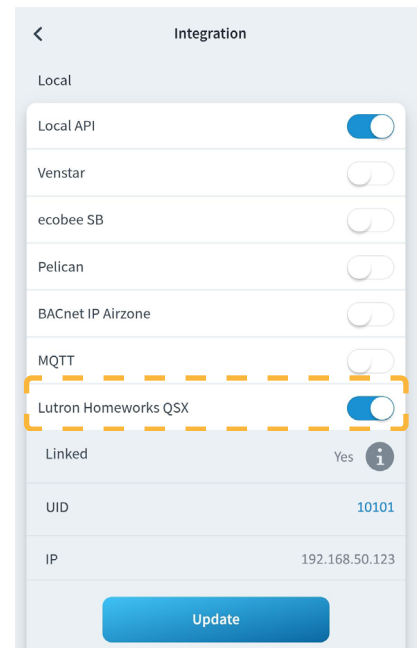 Integration
Local
Local API
Venstar
ecobee SB
Pelican
BACnet IP Airzone
MQTT
Lutron Homeworks QSX
Linked Yes i
UID 10101
IP 192.168.50.123
Update